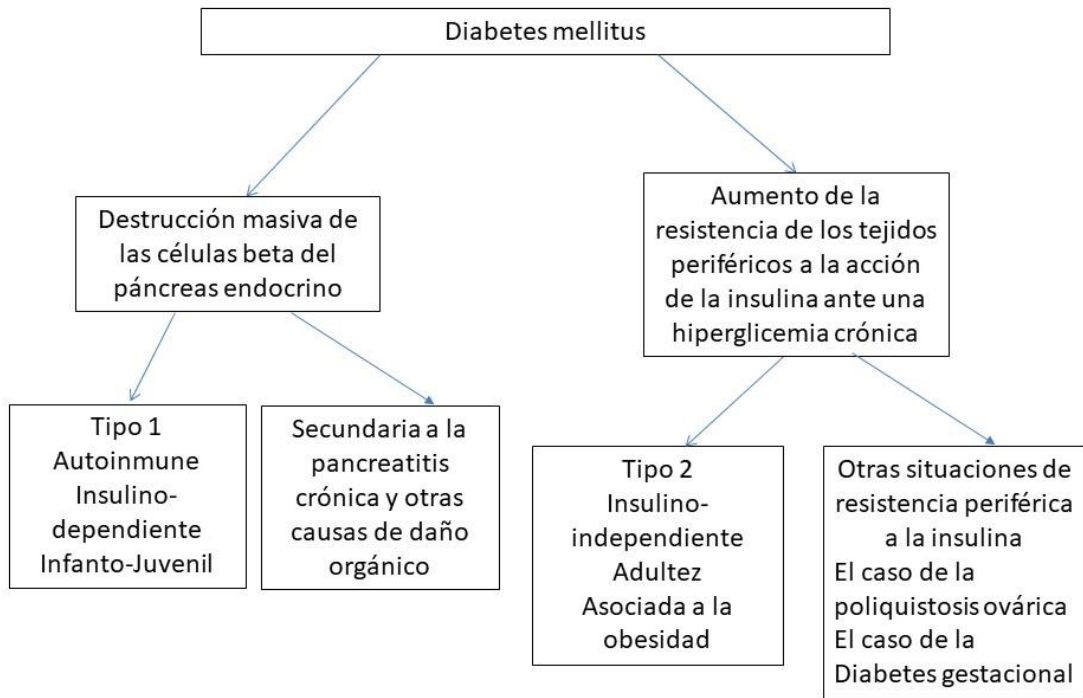 Diabetes mellitus
Destrucción masiva de
las células beta del
páncreas endocrino
Aumento de la
resistencia de los tejidos
periféricos a la acción
de la insulina ante una
hiperglicemia crónica
Tipo 1
Autoinmune
Insulino-
dependiente
Infanto-Juvenil
Secundaria a la
pancreatitis
crónica y otras
causas de daño
orgánico
Tipo 2
Insulino-
independiente
Adultez
Asociada a la
obesidad
Otras situaciones de
resistencia periférica
a la insulina
El caso de la
poliquistosis ovárica
El caso de la
Diabetes gestacional